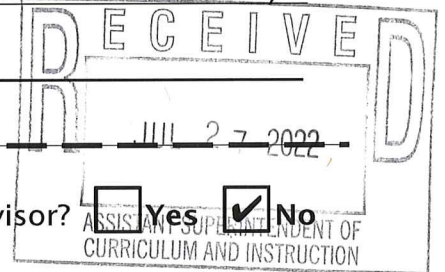 RECEIVED
JUL 27 2022
visor? Yes ✔ No
ASSISTANT SUPERINTENDENT OF
CURRICULUM AND INSTRUCTION